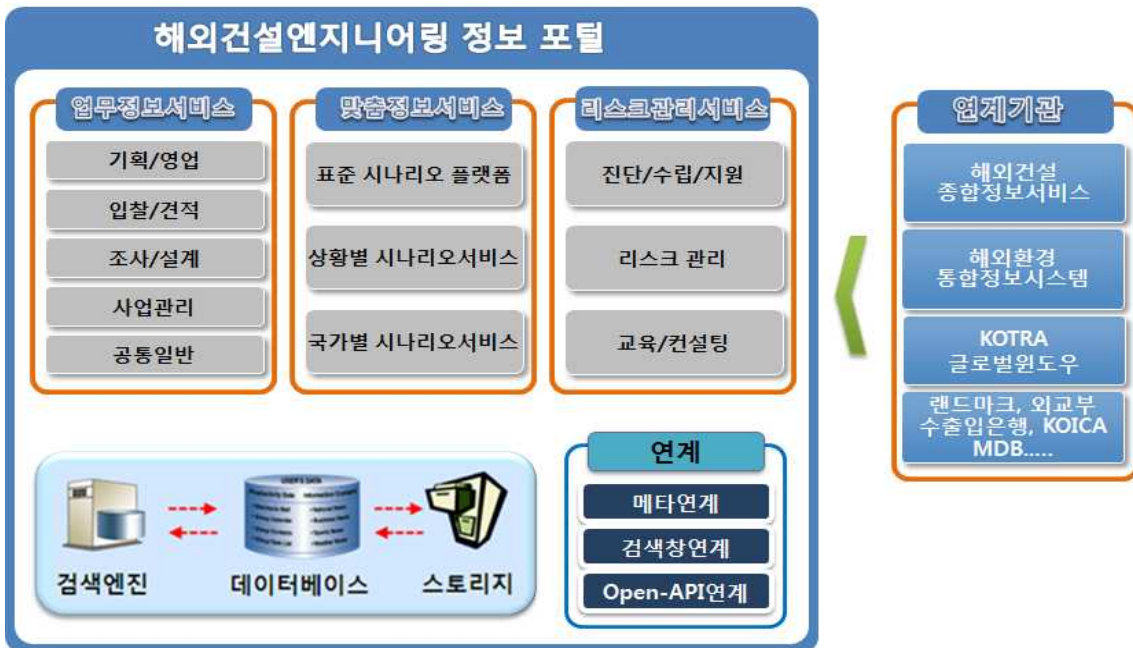 해외건설엔지니어링 정보 포털
업무정보서비스
기획/영업
입찰/견적
조사/설계
사업관리
공통일반
맞춤정보서비스
표준 시나리오 플랫폼
상황별 시나리오서비스
국가별 시나리오서비스
리스크관리서비스
진단/수립/지원
리스크 관리
교육/컨설팅
연계기관
해외건설
종합정보서비스
해외환경
통합정보시스템
KOTRA
글로벌윈도우
랜드마크, 외교부
수출입은행, KOICA
MDB.....
USER'S DATA
검색엔진
데이터베이스
스토리지
연계
메타연계
검색창연계
Open-API연계